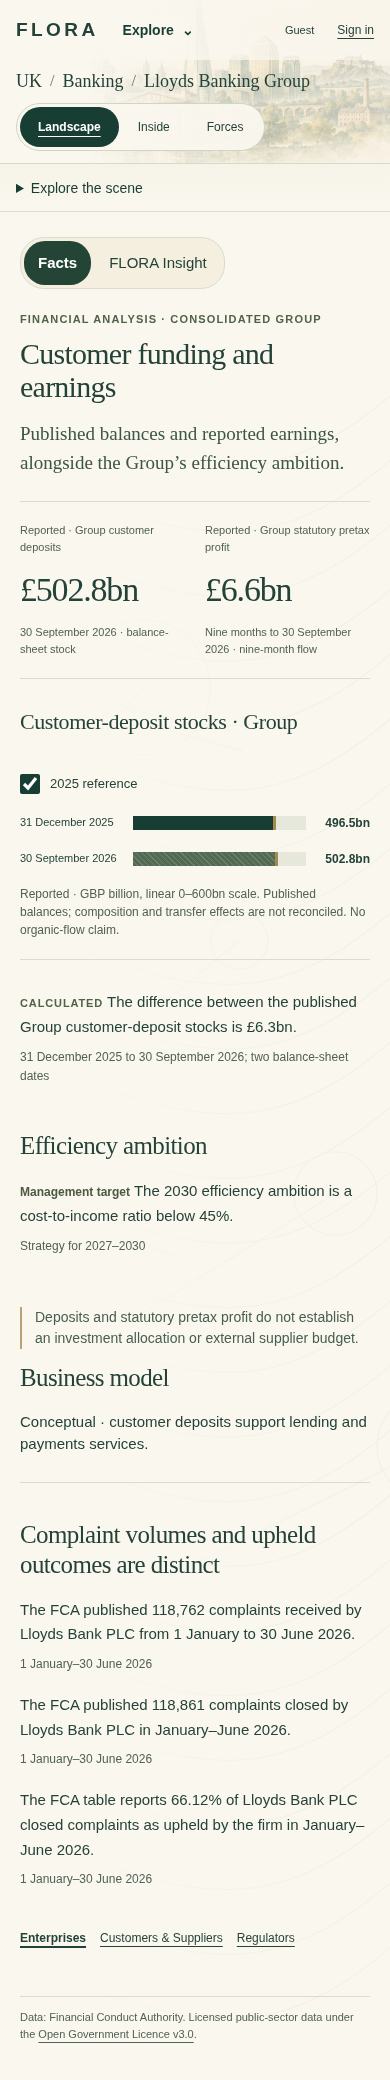 FLORA Explore Guest Sign in
UK / Banking / Lloyds Banking Group
Landscape Inside Forces
Explore the scene
Facts FLORA Insight
FINANCIAL ANALYSIS · CONSOLIDATED GROUP
Customer funding and
earnings
Published balances and reported earnings,
alongside the Group’s efficiency ambition.
Reported · Group customer
deposits
£502.8bn
30 September 2026 · balance-
sheet stock
Reported · Group statutory pretax
profit
£6.6bn
Nine months to 30 September
2026 · nine-month flow
Customer-deposit stocks · Group
2025 reference
31 December 2025 496.5bn
30 September 2026 502.8bn
Reported · GBP billion, linear 0–600bn scale. Published
balances; composition and transfer effects are not reconciled. No
organic-flow claim.
CALCULATED The difference between the published
Group customer-deposit stocks is £6.3bn.
31 December 2025 to 30 September 2026; two balance-sheet
dates
Efficiency ambition
Management target The 2030 efficiency ambition is a
cost-to-income ratio below 45%.
Strategy for 2027–2030
Deposits and statutory pretax profit do not establish
an investment allocation or external supplier budget.
Business model
Conceptual · customer deposits support lending and
payments services.
Complaint volumes and upheld
outcomes are distinct
The FCA published 118,762 complaints received by
Lloyds Bank PLC from 1 January to 30 June 2026.
1 January–30 June 2026
The FCA published 118,861 complaints closed by
Lloyds Bank PLC in January–June 2026.
1 January–30 June 2026
The FCA table reports 66.12% of Lloyds Bank PLC
closed complaints as upheld by the firm in January–
June 2026.
1 January–30 June 2026
Enterprises Customers & Suppliers Regulators
Data: Financial Conduct Authority. Licensed public-sector data under
the Open Government Licence v3.0.